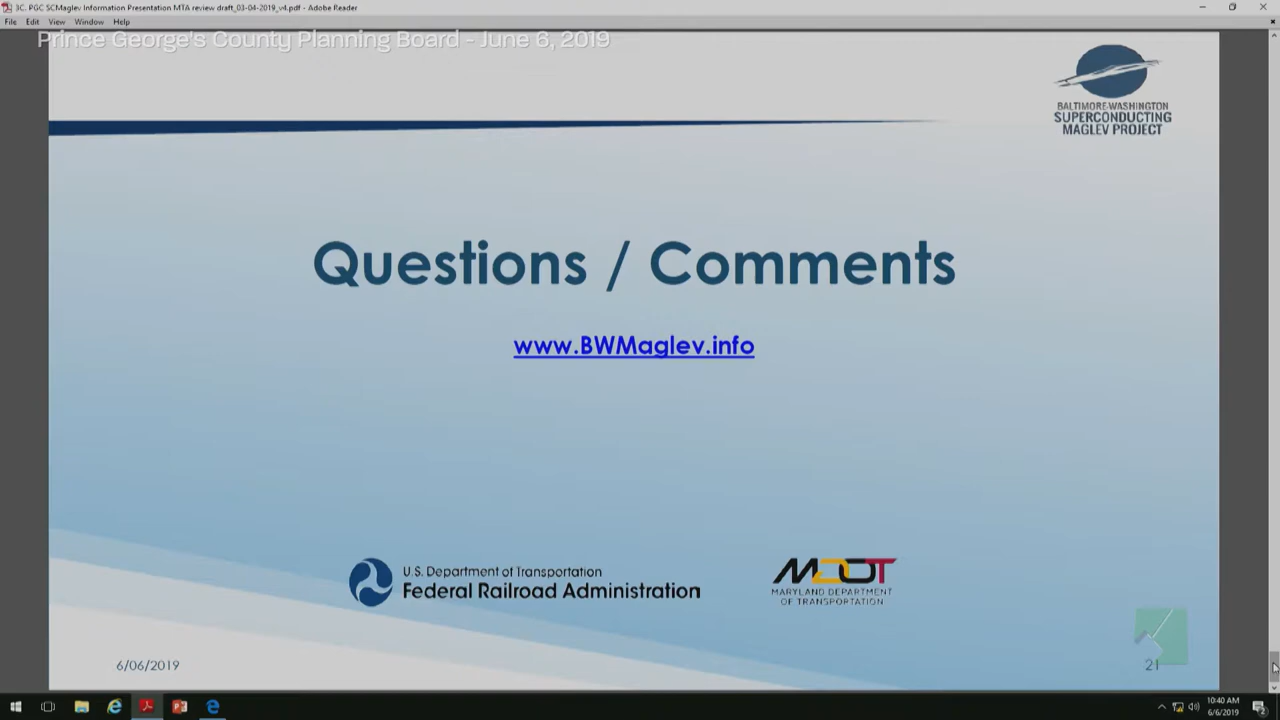 3C. PGC SCMaglev Information Presentation MTA review draft_03-04-2019_v4.pdf - Adobe Reader
File Edit View Window Help
Prince George's County Planning Board - June 6, 2019
BALTIMORE-WASHINGTON
SUPERCONDUCTING
MAGLEV PROJECT
Questions / Comments
www.BWMaglev.info
U.S. Department of Transportation
Federal Railroad Administration
MDOT
MARYLAND DEPARTMENT
OF TRANSPORTATION
6/06/2019
21
10:40 AM
6/6/2019
2